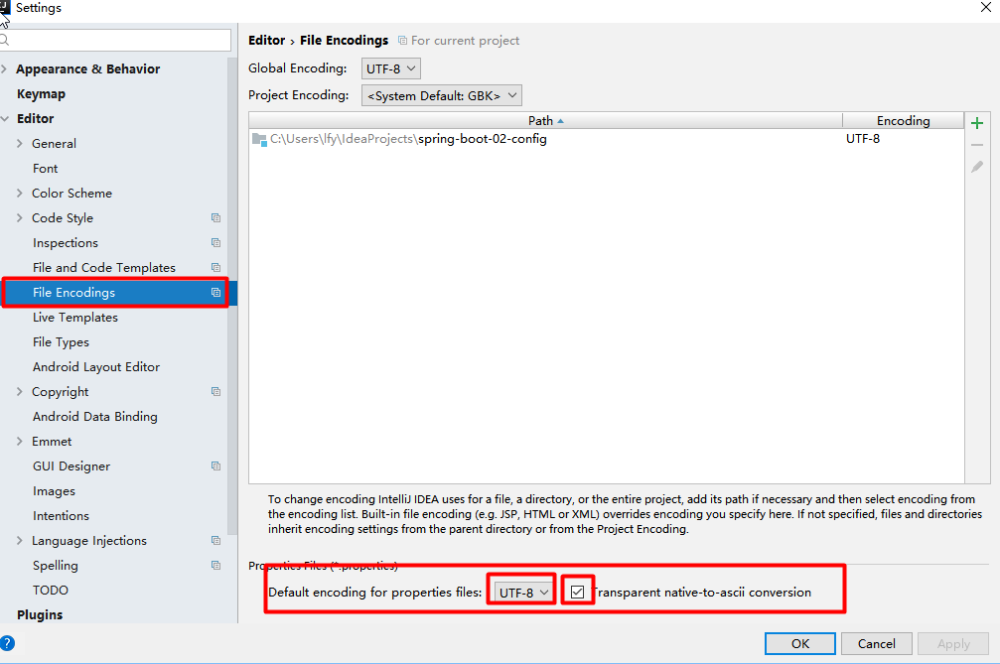 Settings
Appearance & Behavior
Keymap
Editor
General
Font
Color Scheme
Code Style
Inspections
File and Code Templates
File Encodings
Live Templates
File Types
Android Layout Editor
Copyright
Android Data Binding
Emmet
GUI Designer
Images
Intentions
Language Injections
Spelling
TODO
Plugins
Editor › File Encodings For current project
Global Encoding: UTF-8
Project Encoding: <System Default: GBK>
Path Encoding
C:\Users\lfy\IdeaProjects\spring-boot-02-config UTF-8
To change encoding IntelliJ IDEA uses for a file, a directory, or the entire project, add its path if necessary and then select encoding from
the encoding list. Built-in file encoding (e.g. JSP, HTML or XML) overrides encoding you specify here. If not specified, files and directories
inherit encoding settings from the parent directory or from the Project Encoding.
Properties Files (*.properties)
Default encoding for properties files: UTF-8 Transparent native-to-ascii conversion
?
OK Cancel Apply